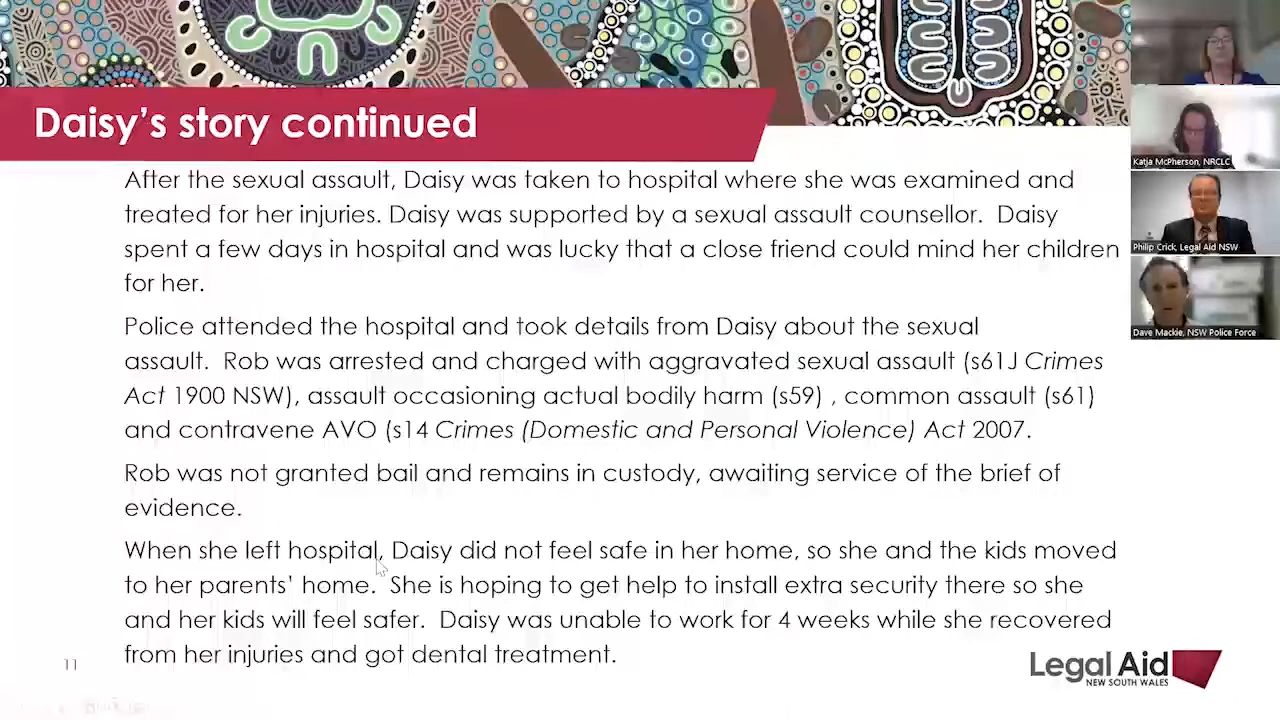 Daisy's story continued
After the sexual assault, Daisy was taken to hospital where she was examined and
treated for her injuries. Daisy was supported by a sexual assault counsellor.  Daisy
spent a few days in hospital and was lucky that a close friend could mind her children
for her.
Police attended the hospital and took details from Daisy about the sexual
assault.  Rob was arrested and charged with aggravated sexual assault (s61J Crimes
Act 1900 NSW), assault occasioning actual bodily harm (s59) , common assault (s61)
and contravene AVO (s14 Crimes (Domestic and Personal Violence) Act 2007.
Rob was not granted bail and remains in custody, awaiting service of the brief of
evidence.
When she left hospital, Daisy did not feel safe in her home, so she and the kids moved
to her parents' home.  She is hoping to get help to install extra security there so she
and her kids will feel safer.  Daisy was unable to work for 4 weeks while she recovered
from her injuries and got dental treatment.
11
Legal Aid
NEW SOUTH WALES
Katja McPherson, NRCLC
Philip Crick, Legal Aid NSW
Dave Mackie, NSW Police Force